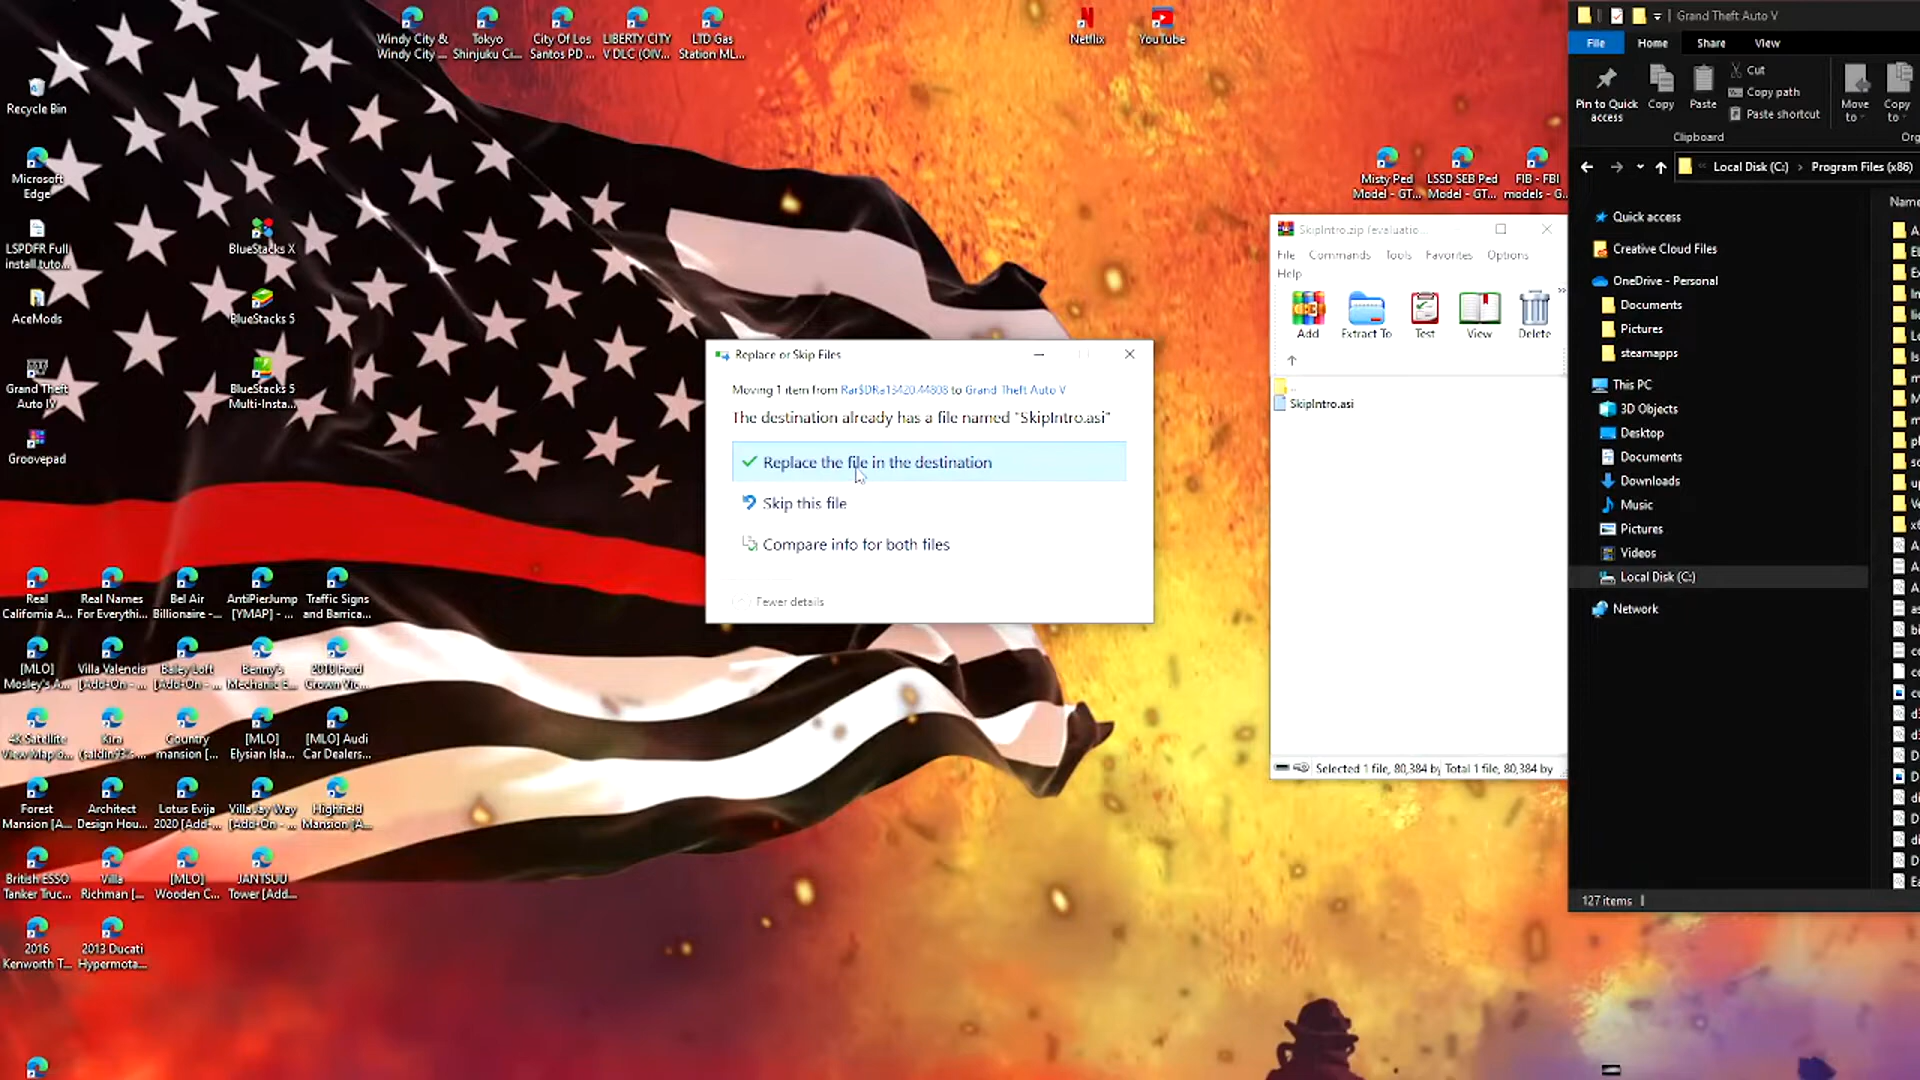 Windy City &
Windy City ...
Tokyo
Shinjuku Ci...
City Of Los
Santos PD ...
LIBERTY CITY
V DLC (OIV...
LTD Gas
Station ML...
Netflix
YouTube
Recycle Bin
Microsoft
Edge
LSPDFR Full
install tuto...
AceMods
Grand Theft
Auto IV
Groovepad
BlueStacks X
BlueStacks 5
BlueStacks 5
Multi-Insta...
Misty Ped
Model - GT...
LSSD SEB Ped
Model - GT...
FIB - FBI
models - G...
Real
California A...
Real Names
For Everythi...
Bel Air
Billionaire -...
AntiPierJump
[YMAP] - ...
Traffic Signs
and Barrica...
[MLO]
Mosley's A...
Villa Valencia
[Add-On - ...
Bailey Loft
[Add-On - ...
Benny's
Mechanic E...
2010 Ford
Crown Vic...
4K Satellite
View Map o...
Kira
Country
mansion [...
[MLO]
Elysian Isla...
[MLO] Audi
Car Dealers...
Forest
Mansion [A...
Architect
Design Hou...
Lotus Evija
2020 [Add-...
Villa Jay Way
[Add-On - ...
Highfield
Mansion [A...
British ESSO
Tanker Truc...
Villa
Richman [...
[MLO]
Wooden C...
JANTSUU
Tower [Add...
2016
Kenworth T...
2013 Ducati
Hypermota...
Replace or Skip Files
Moving 1 item from Rar$DRa13420.44808 to Grand Theft Auto V
The destination already has a file named "SkipIntro.asi"
Replace the file in the destination
Skip this file
Compare info for both files
Fewer details
SkipIntro.zip (evaluatio...
File Commands Tools Favorites Options
Help
Add Extract To Test View Delete
»
..
SkipIntro.asi
Selected 1 file, 80,384 by Total 1 file, 80,384 by
Grand Theft Auto V
File Home Share View
Pin to Quick
access
Copy
Paste
Cut
Copy path
Paste shortcut
Move
to
Copy
to
Clipboard
Org
« Local Disk (C:) › Program Files (x86)
Name
Quick access
Creative Cloud Files
OneDrive - Personal
Documents
Pictures
steamapps
This PC
3D Objects
Desktop
Documents
Downloads
Music
Pictures
Videos
Local Disk (C:)
Network
127 items